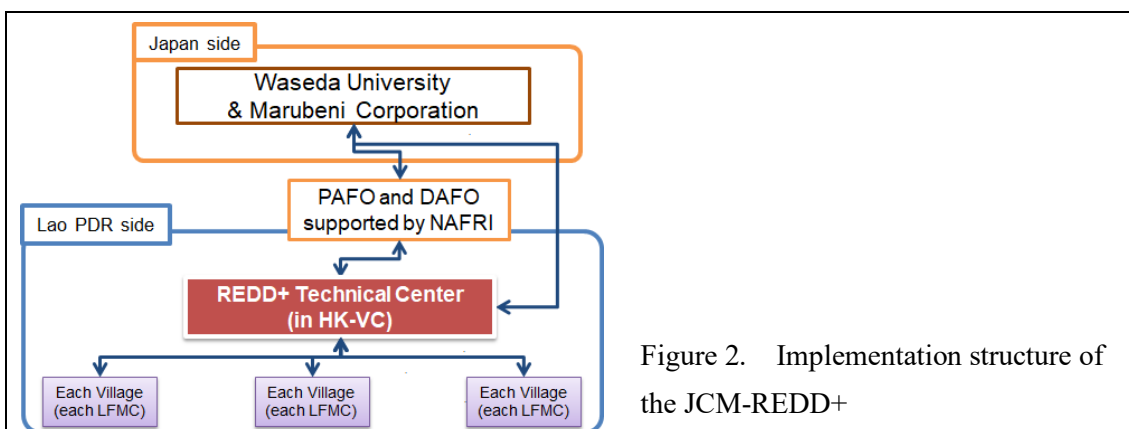 Japan side
Waseda University
& Marubeni Corporation
PAFO and DAFO
supported by NAFRI
Lao PDR side
REDD+ Technical Center
(in HK-VC)
Each Village
(each LFMC)
Each Village
(each LFMC)
Each Village
(each LFMC)
Figure 2. Implementation structure of
the JCM-REDD+